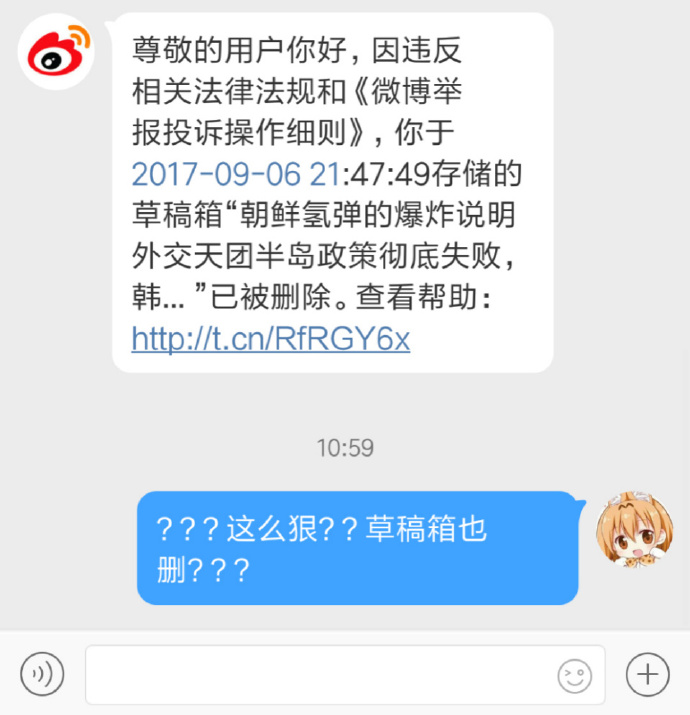 尊敬的用户你好，因违反
相关法律法规和《微博举
报投诉操作细则》，你于
2017-09-06 21:47:49存储的
草稿箱“朝鲜氢弹的爆炸说明
外交天团半岛政策彻底失败，
韩... ”已被删除。查看帮助：
http://t.cn/RfRGY6x
10:59
？？？这么狠？？草稿箱也
删？？？